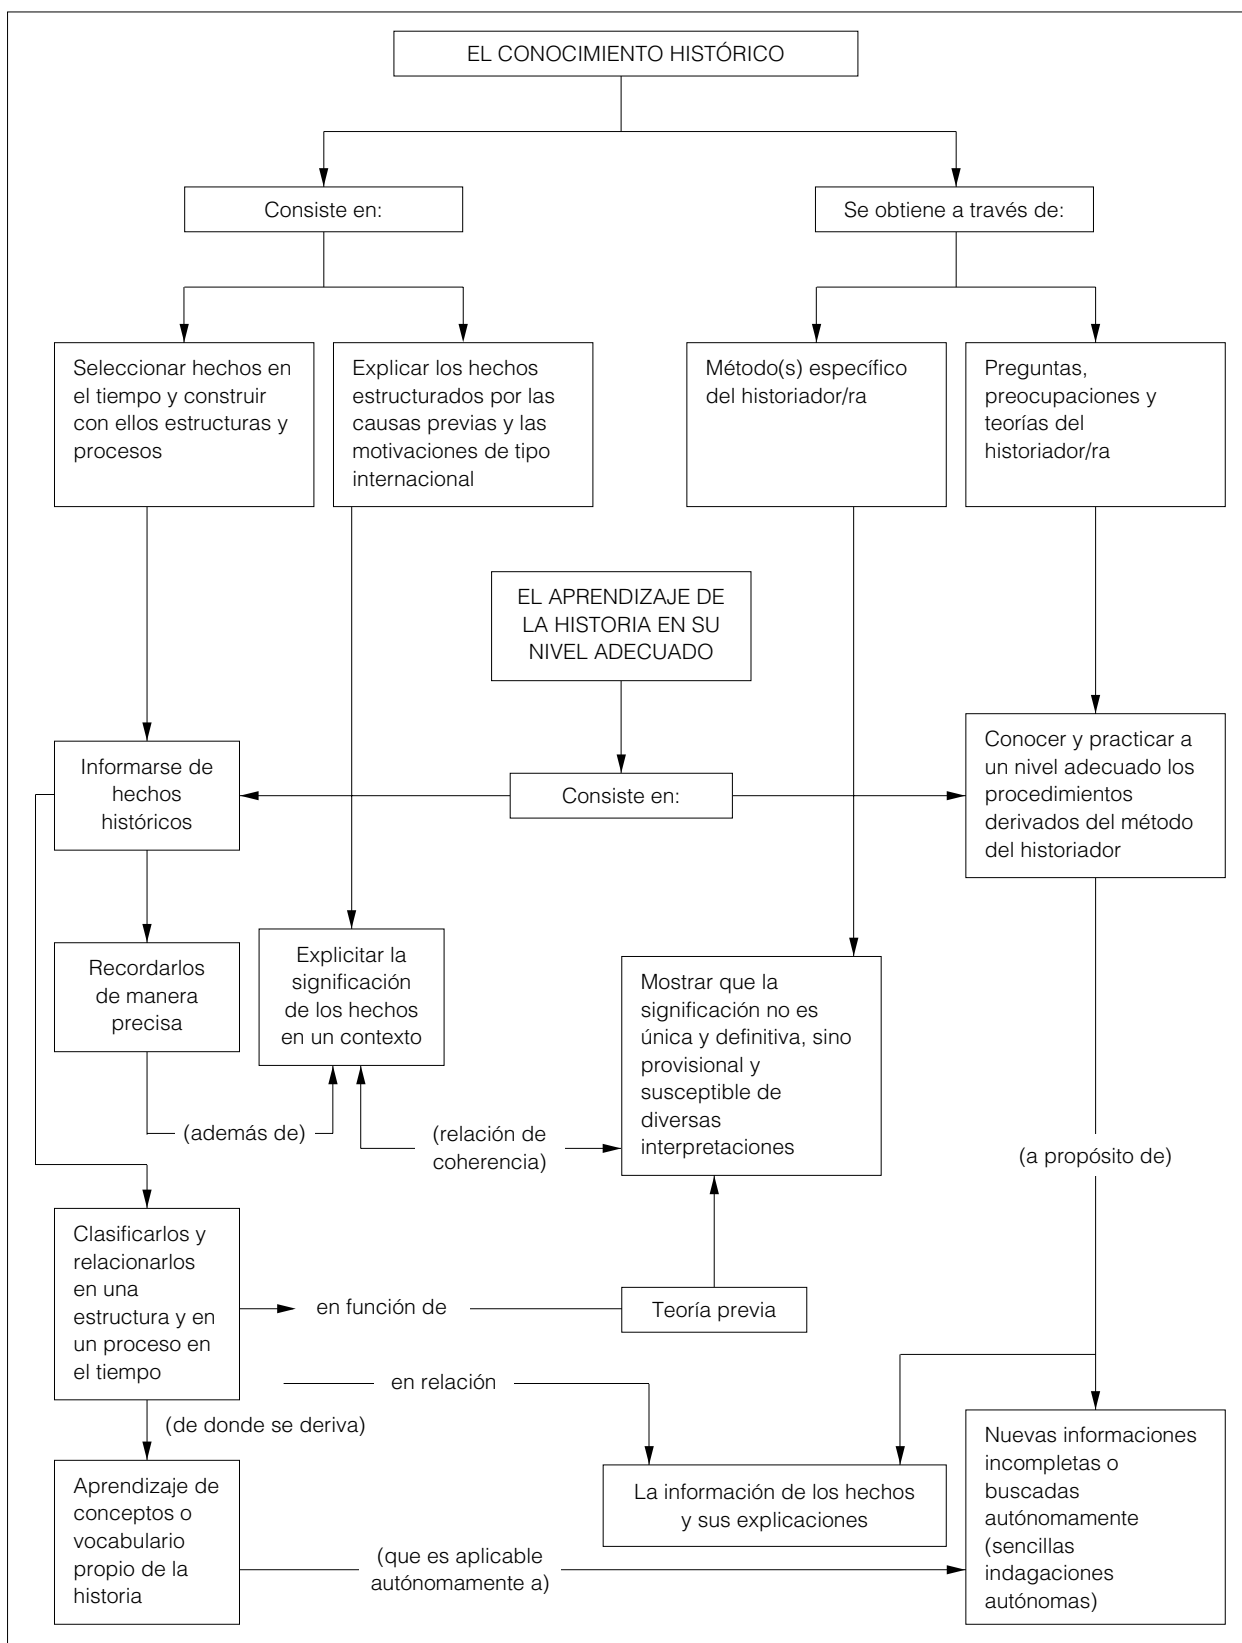 EL CONOCIMIENTO HISTÓRICO
Consiste en:
Se obtiene a través de:
Seleccionar hechos en
el tiempo y construir
con ellos estructuras y
procesos
Explicar los hechos
estructurados por las
causas previas y las
motivaciones de tipo
internacional
Método(s) específico
del historiador/ra
Preguntas,
preocupaciones y
teorías del
historiador/ra
EL APRENDIZAJE DE
LA HISTORIA EN SU
NIVEL ADECUADO
Informarse de
hechos
históricos
Consiste en:
Conocer y practicar a
un nivel adecuado los
procedimientos
derivados del método
del historiador
Recordarlos
de manera
precisa
Explicitar la
significación
de los hechos
en un contexto
Mostrar que la
significación no es
única y definitiva, sino
provisional y
susceptible de
diversas
interpretaciones
(además de)
(relación de
coherencia)
(a propósito de)
Clasificarlos y
relacionarlos
en una
estructura y en
un proceso en
el tiempo
en función de
Teoría previa
en relación
(de donde se deriva)
Aprendizaje de
conceptos o
vocabulario
propio de la
historia
La información de los hechos
y sus explicaciones
Nuevas informaciones
incompletas o
buscadas
autónomamente
(sencillas
indagaciones
autónomas)
(que es aplicable
autónomamente a)